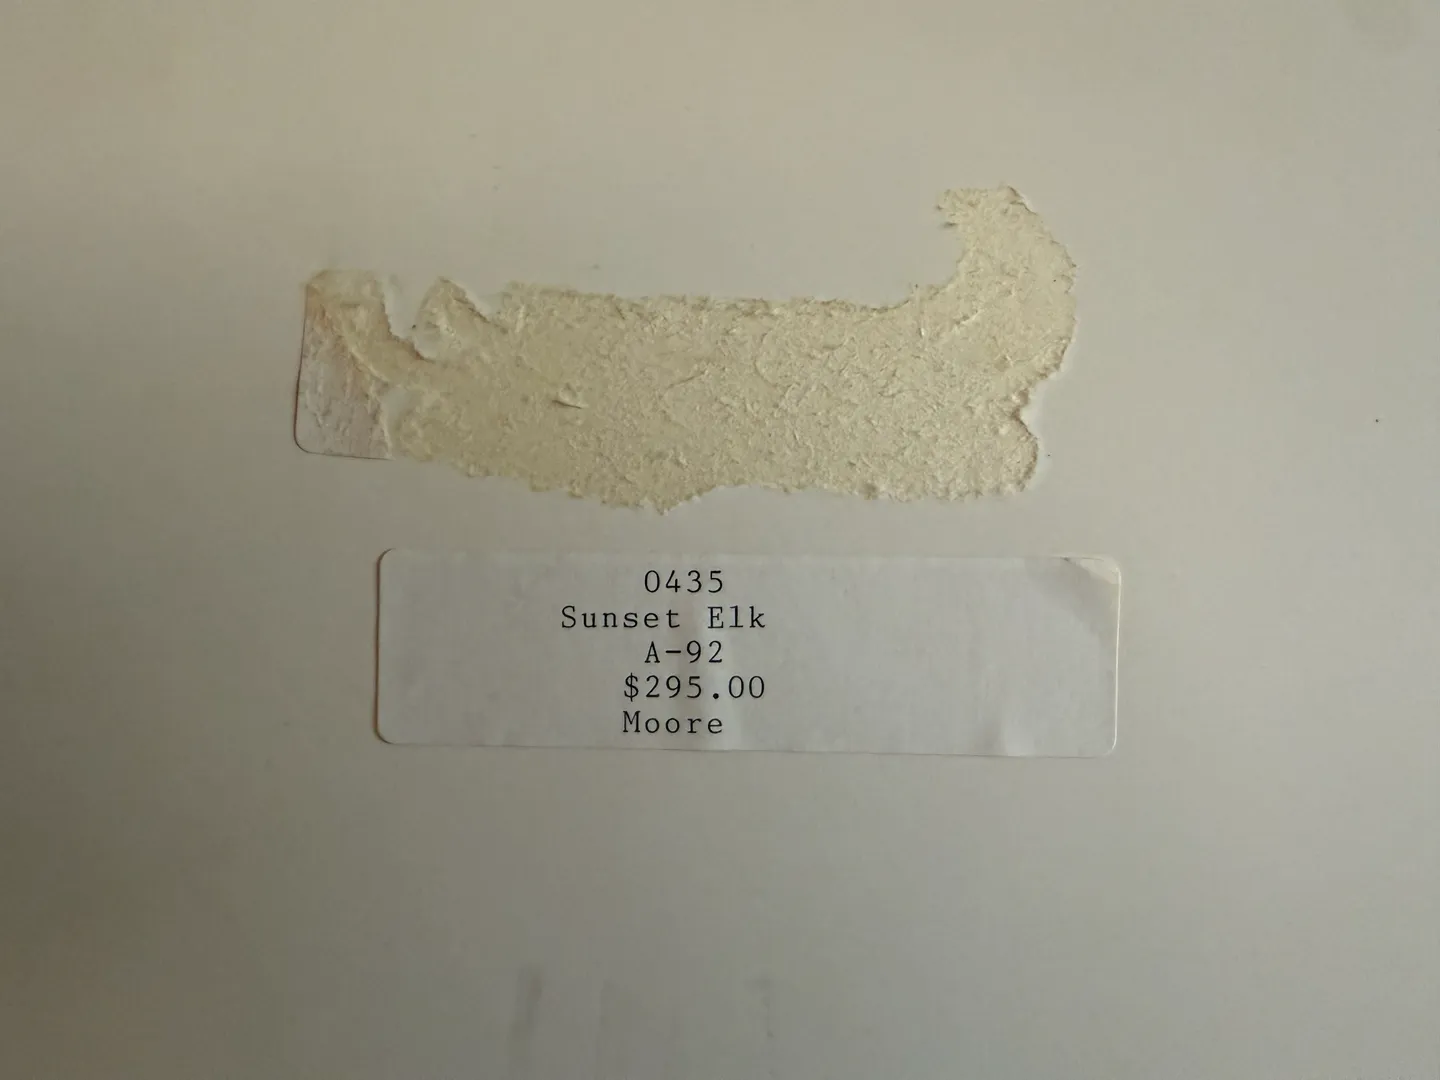 0435
Sunset Elk
A-92
$295.00
Moore